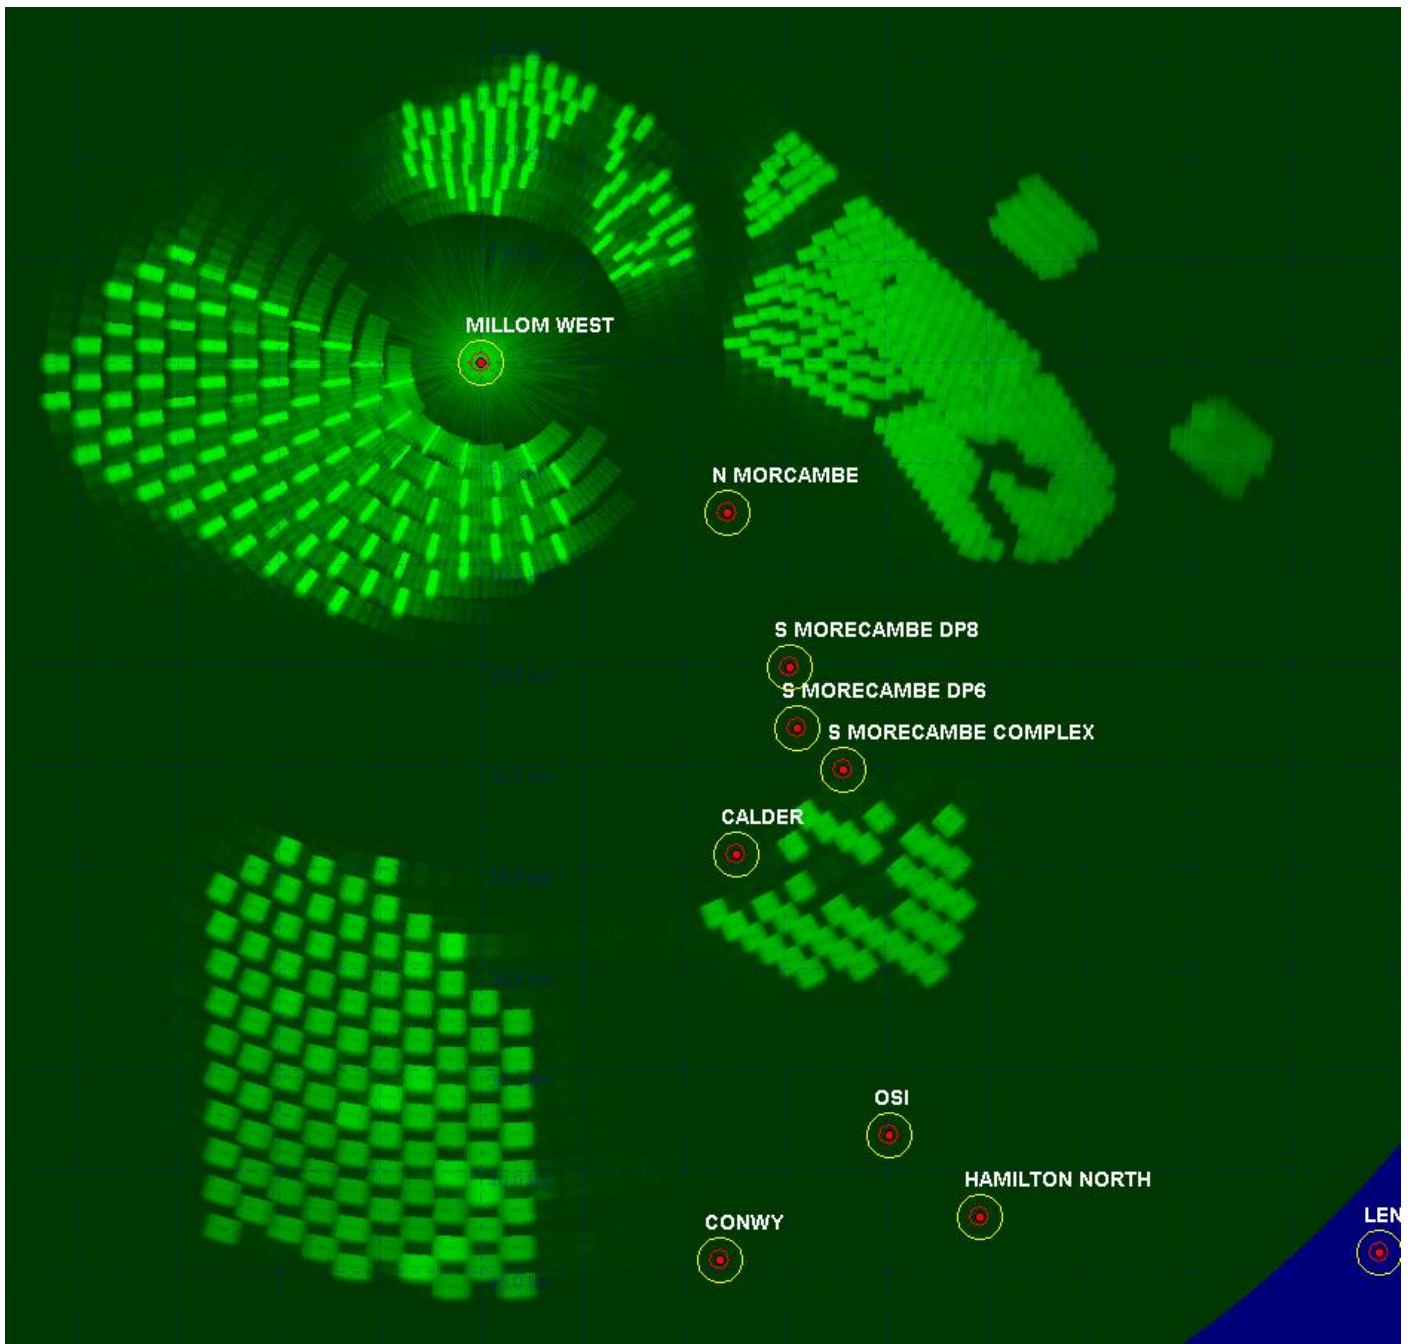 MILLOM WEST
N MORCAMBE
S MORECAMBE DP8
S MORECAMBE DP6
S MORECAMBE COMPLEX
CALDER
OSI
HAMILTON NORTH
CONWY
LEN